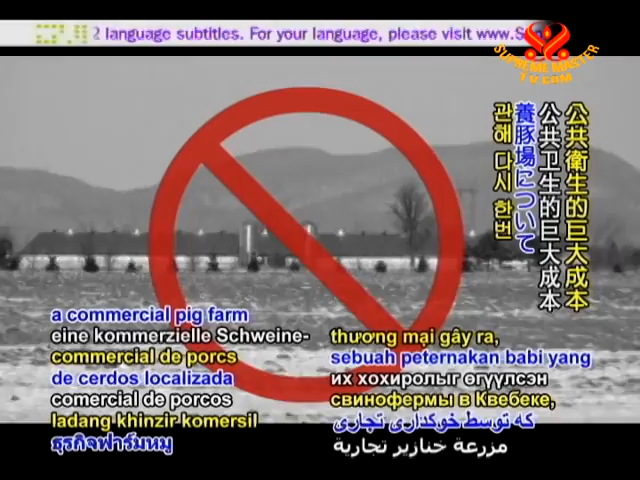 2 language subtitles. For your language, please visit www.S
SUPREME MASTER
TV.COM
公共衛生的巨大成本
公共卫生的巨大成本
養豚場について
관해 다시 한번
a commercial pig farm
eine kommerzielle Schweine-
commercial de porcs
de cerdos localizada
comercial de porcos
ladang khinzir komersil
ธุรกิจฟาร์มหมู
thương mại gây ra,
sebuah peternakan babi yang
их хохиролыг өгүүлсэн
свинофермы в Квебеке,
که توسط خوکداری تجاری
مزرعة خنازير تجارية